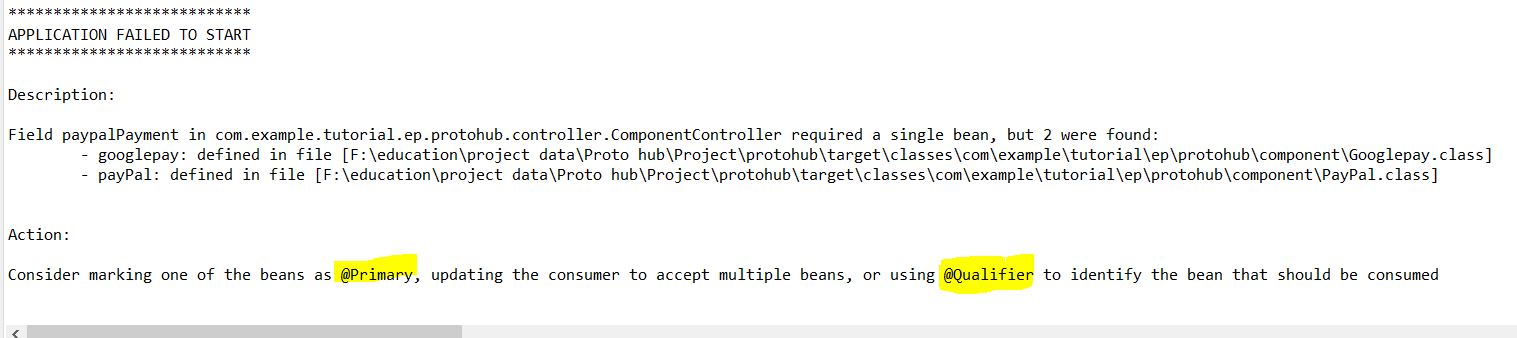 ***************************
APPLICATION FAILED TO START
***************************
Description:
Field paypalPayment in com.example.tutorial.ep.protohub.controller.ComponentController required a single bean, but 2 were found:
- googlepay: defined in file [F:\education\project data\Proto hub\Project\protohub\target\classes\com\example\tutorial\ep\protohub\component\Googlepay.class]
- payPal: defined in file [F:\education\project data\Proto hub\Project\protohub\target\classes\com\example\tutorial\ep\protohub\component\PayPal.class]
Action:
Consider marking one of the beans as @Primary, updating the consumer to accept multiple beans, or using @Qualifier to identify the bean that should be consumed